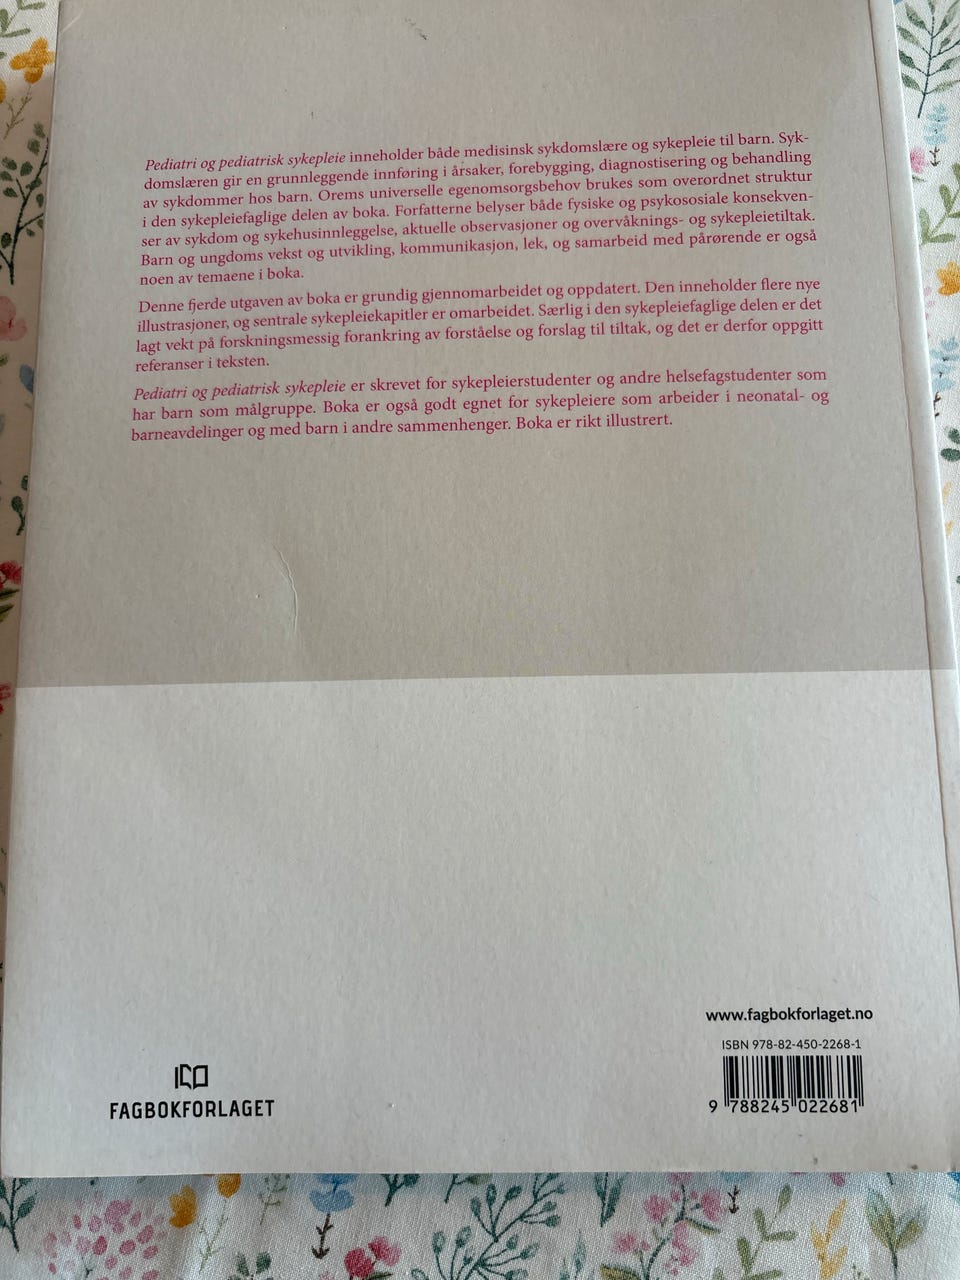 Pediatri og pediatrisk sykepleie inneholder både medisinsk sykdomslære og sykepleie til barn. Syk-
domslæren gir en grunnleggende innføring i årsaker, forebygging, diagnostisering og behandling
av sykdommer hos barn. Orems universelle egenomsorgsbehov brukes som overordnet struktur
i den sykepleiefaglige delen av boka. Forfatterne belyser både fysiske og psykososiale konsekven-
ser av sykdom og sykehusinnleggelse, aktuelle observasjoner og overvåknings- og sykepleietiltak.
Barn og ungdoms vekst og utvikling, kommunikasjon, lek, og samarbeid med pårørende er også
noen av temaene i boka.
Denne fjerde utgaven av boka er grundig gjennomarbeidet og oppdatert. Den inneholder flere nye
illustrasjoner, og sentrale sykepleiekapitler er omarbeidet. Særlig i den sykepleiefaglige delen er det
lagt vekt på forskningsmessig forankring av forståelse og forslag til tiltak, og det er derfor oppgitt
referanser i teksten.
Pediatri og pediatrisk sykepleie er skrevet for sykepleierstudenter og andre helsefagstudenter som
har barn som målgruppe. Boka er også godt egnet for sykepleiere som arbeider i neonatal- og
barneavdelinger og med barn i andre sammenhenger. Boka er rikt illustrert.
www.fagbokforlaget.no
ISBN 978-82-450-2268-1
9 788245 022681
FAGBOKFORLAGET